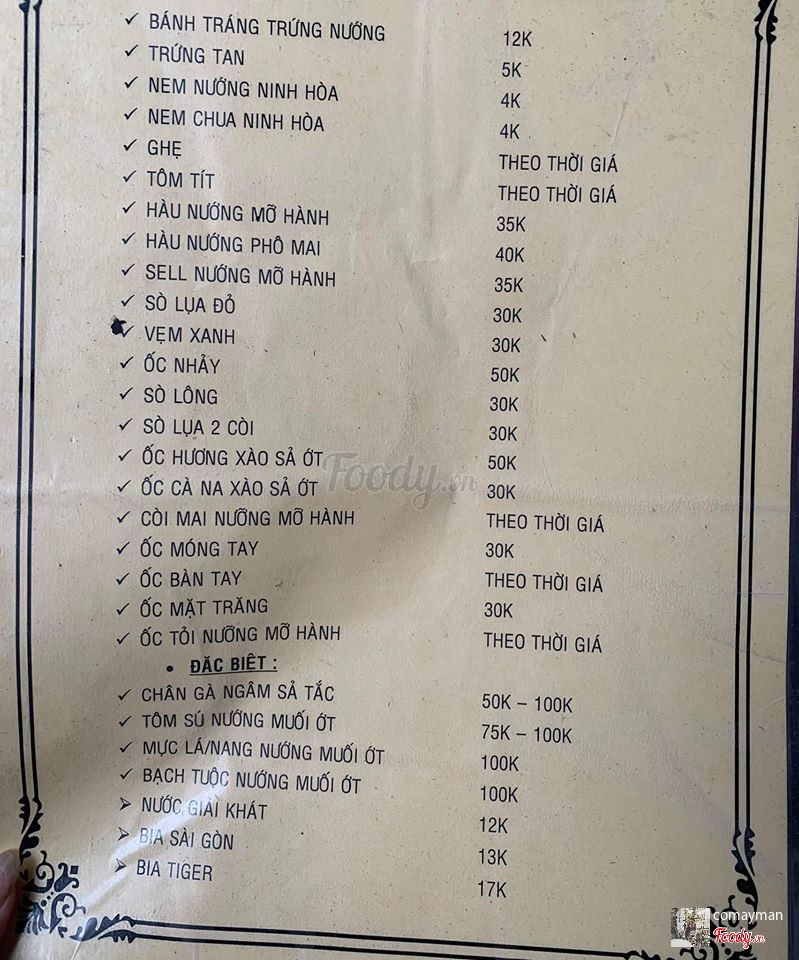 ✓ BÁNH TRÁNG TRỨNG NƯỚNG 12K
✓ TRỨNG TAN 5K
✓ NEM NƯỚNG NINH HÒA 4K
✓ NEM CHUA NINH HÒA 4K
✓ GHẸ THEO THỜI GIÁ
✓ TÔM TÍT THEO THỜI GIÁ
✓ HÀU NƯỚNG MỠ HÀNH 35K
✓ HÀU NƯỚNG PHÔ MAI 40K
✓ SELL NƯỚNG MỠ HÀNH 35K
✓ SÒ LỤA ĐỎ 30K
✓ VẸM XANH 30K
✓ ỐC NHẢY 50K
✓ SÒ LÔNG 30K
✓ SÒ LỤA 2 CÒI 30K
✓ ỐC HƯƠNG XÀO SẢ ỚT 50K
✓ ỐC CÀ NA XÀO SẢ ỚT 30K
✓ CÒI MAI NƯỠNG MỠ HÀNH THEO THỜI GIÁ
✓ ỐC MÓNG TAY 30K
✓ ỐC BÀN TAY THEO THỜI GIÁ
✓ ỐC MẶT TRĂNG 30K
✓ ỐC TỎI NƯỠNG MỠ HÀNH THEO THỜI GIÁ
• ĐẶC BIỆT :
✓ CHÂN GÀ NGÂM SẢ TẮC 50K – 100K
✓ TÔM SÚ NƯỚNG MUỐI ỚT 75K – 100K
✓ MỰC LÁ/NANG NƯỚNG MUỐI ỚT 100K
✓ BẠCH TUỘC NƯỚNG MUỐI ỚT 100K
➢ NƯỚC GIẢI KHÁT 12K
➢ BIA SÀI GÒN 13K
➢ BIA TIGER 17K
Foody.vn
comayman
Foody.vn